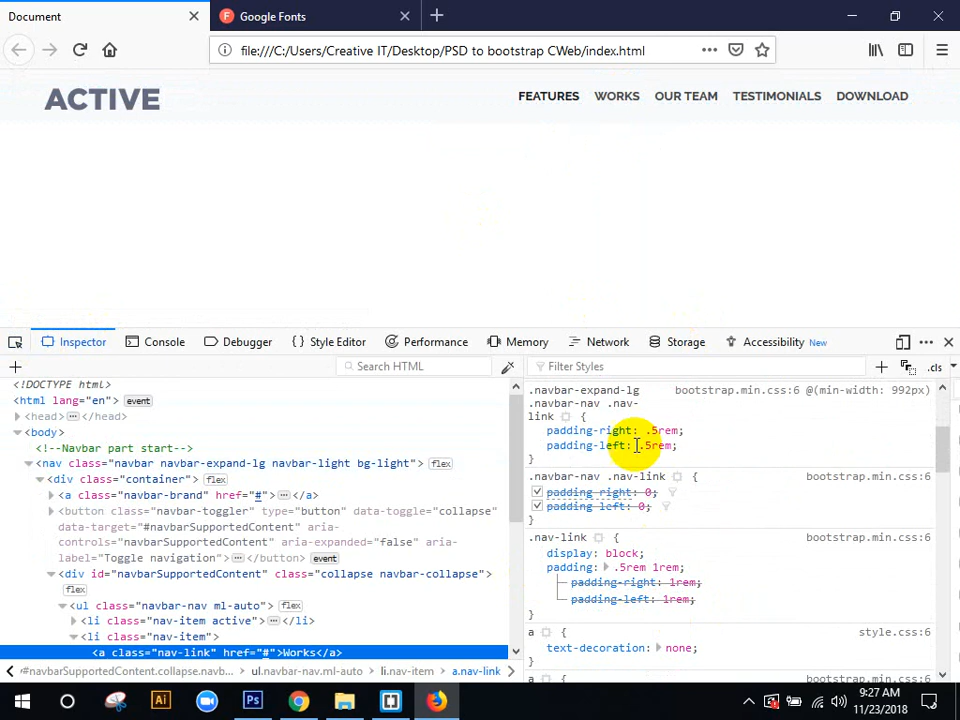 Document
Google Fonts
file:///C:/Users/Creative IT/Desktop/PSD to bootstrap CWeb/index.html
ACTIVE
FEATURES WORKS OUR TEAM TESTIMONIALS DOWNLOAD
Inspector Console Debugger Style Editor Performance Memory Network Storage Accessibility New
Search HTML
Filter Styles
.cls
<!DOCTYPE html>
<html lang="en"> event
<head> </head>
<body>
<!--Navbar part start-->
<nav class="navbar navbar-expand-lg navbar-light bg-light"> flex
<div class="container"> flex
<a class="navbar-brand" href="#"> </a>
<button class="navbar-toggler" type="button" data-toggle="collapse"
data-target="#navbarSupportedContent" aria-
controls="navbarSupportedContent" aria-expanded="false" aria-
label="Toggle navigation"> </button> event
<div id="navbarSupportedContent" class="collapse navbar-collapse">
flex
<ul class="navbar-nav ml-auto"> flex
<li class="nav-item active"> </li>
<li class="nav-item">
<a class="nav-link" href="#">Works</a>
#navbarSupportedContent.collapse.navb... ul.navbar-nav.ml-auto li.nav-item a.nav-link
.navbar-expand-lg bootstrap.min.css:6 @(min-width: 992px)
.navbar-nav .nav-
link {
padding-right: .5rem;
padding-left: .5rem;
}
.navbar-nav .nav-link { bootstrap.min.css:6
padding-right: 0;
padding-left: 0;
}
.nav-link { bootstrap.min.css:6
display: block;
padding: .5rem 1rem;
padding-right: 1rem;
padding-left: 1rem;
}
a { style.css:6
text-decoration: none;
}
a { bootstrap.min.css:6
Ai
Ps
9:27 AM
11/23/2018